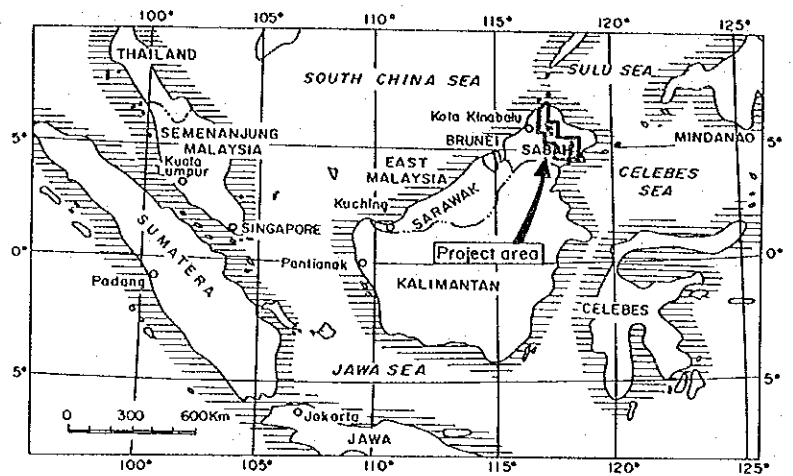 100° 105° 110° 115° 120° 125°
THAILAND
SOUTH CHINA SEA
SULU SEA
Kota Kinabalu
5°
5°
SEMENANJUNG
MALAYSIA
BRUNEI
SABAH
MINDANAO
Kuala
Lumpur
EAST
MALAYSIA
CELEBES
SEA
Kuching
SARAWAK
SINGAPORE
SUMATERA
Project area
0°
0°
Pantianak
Padang
KALIMANTAN
CELEBES
5°
JAWA SEA
5°
0 300 600Km
Jakarta
JAWA
100° 105° 110° 115° 120° 125°